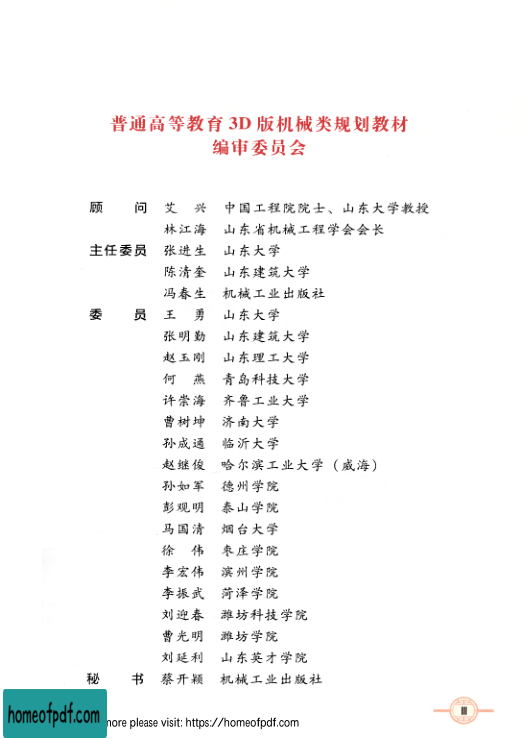 普通高等教育 3D 版机械类规划教材
编审委员会
顾 问 艾 兴 中国工程院院士、山东大学教授
林江海 山东省机械工程学会会长
主任委员 张进生 山东大学
陈清奎 山东建筑大学
冯春生 机械工业出版社
委 员 王 勇 山东大学
张明勤 山东建筑大学
赵玉刚 山东理工大学
何 燕 青岛科技大学
许崇海 齐鲁工业大学
曹树坤 济南大学
孙成通 临沂大学
赵继俊 哈尔滨工业大学（威海）
孙如军 德州学院
彭观明 泰山学院
马国清 烟台大学
徐 伟 枣庄学院
李宏伟 滨州学院
李振武 菏泽学院
刘迎春 潍坊科技学院
曹光明 潍坊学院
刘延利 山东英才学院
秘 书 蔡开颖 机械工业出版社
III
homeofpdf.com
more please visit: https://homeofpdf.com